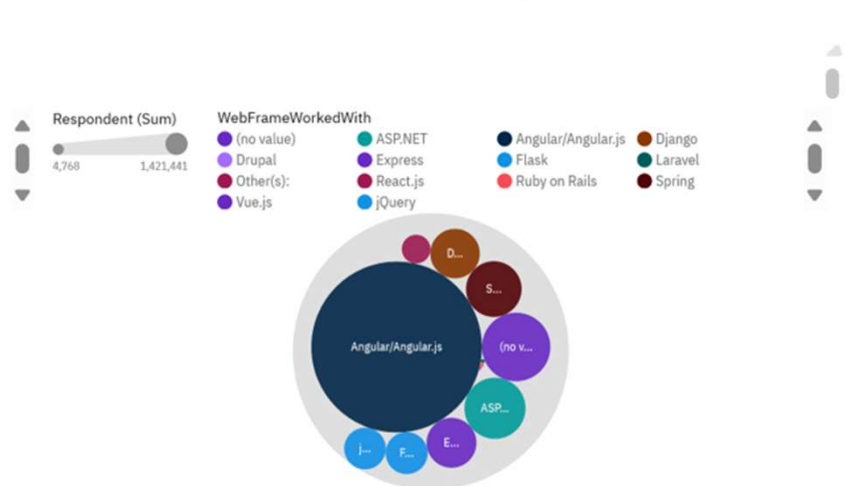 Respondent (Sum)
4,768 1,421,441
WebFrameWorkedWith
(no value) ASP.NET Angular/Angular.js Django
Drupal Express Flask Laravel
Other(s): React.js Ruby on Rails Spring
Vue.js jQuery
D...
S...
Angular/Angular.js
(no v...
ASP...
E...
j...
F...